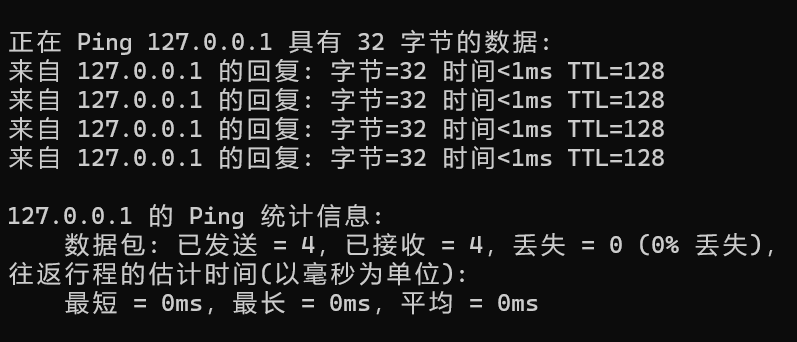 正在 Ping 127.0.0.1 具有 32 字节的数据:
来自 127.0.0.1 的回复: 字节=32 时间<1ms TTL=128
来自 127.0.0.1 的回复: 字节=32 时间<1ms TTL=128
来自 127.0.0.1 的回复: 字节=32 时间<1ms TTL=128
来自 127.0.0.1 的回复: 字节=32 时间<1ms TTL=128
127.0.0.1 的 Ping 统计信息:
数据包: 已发送 = 4, 已接收 = 4, 丢失 = 0 (0% 丢失),
往返行程的估计时间(以毫秒为单位):
最短 = 0ms, 最长 = 0ms, 平均 = 0ms